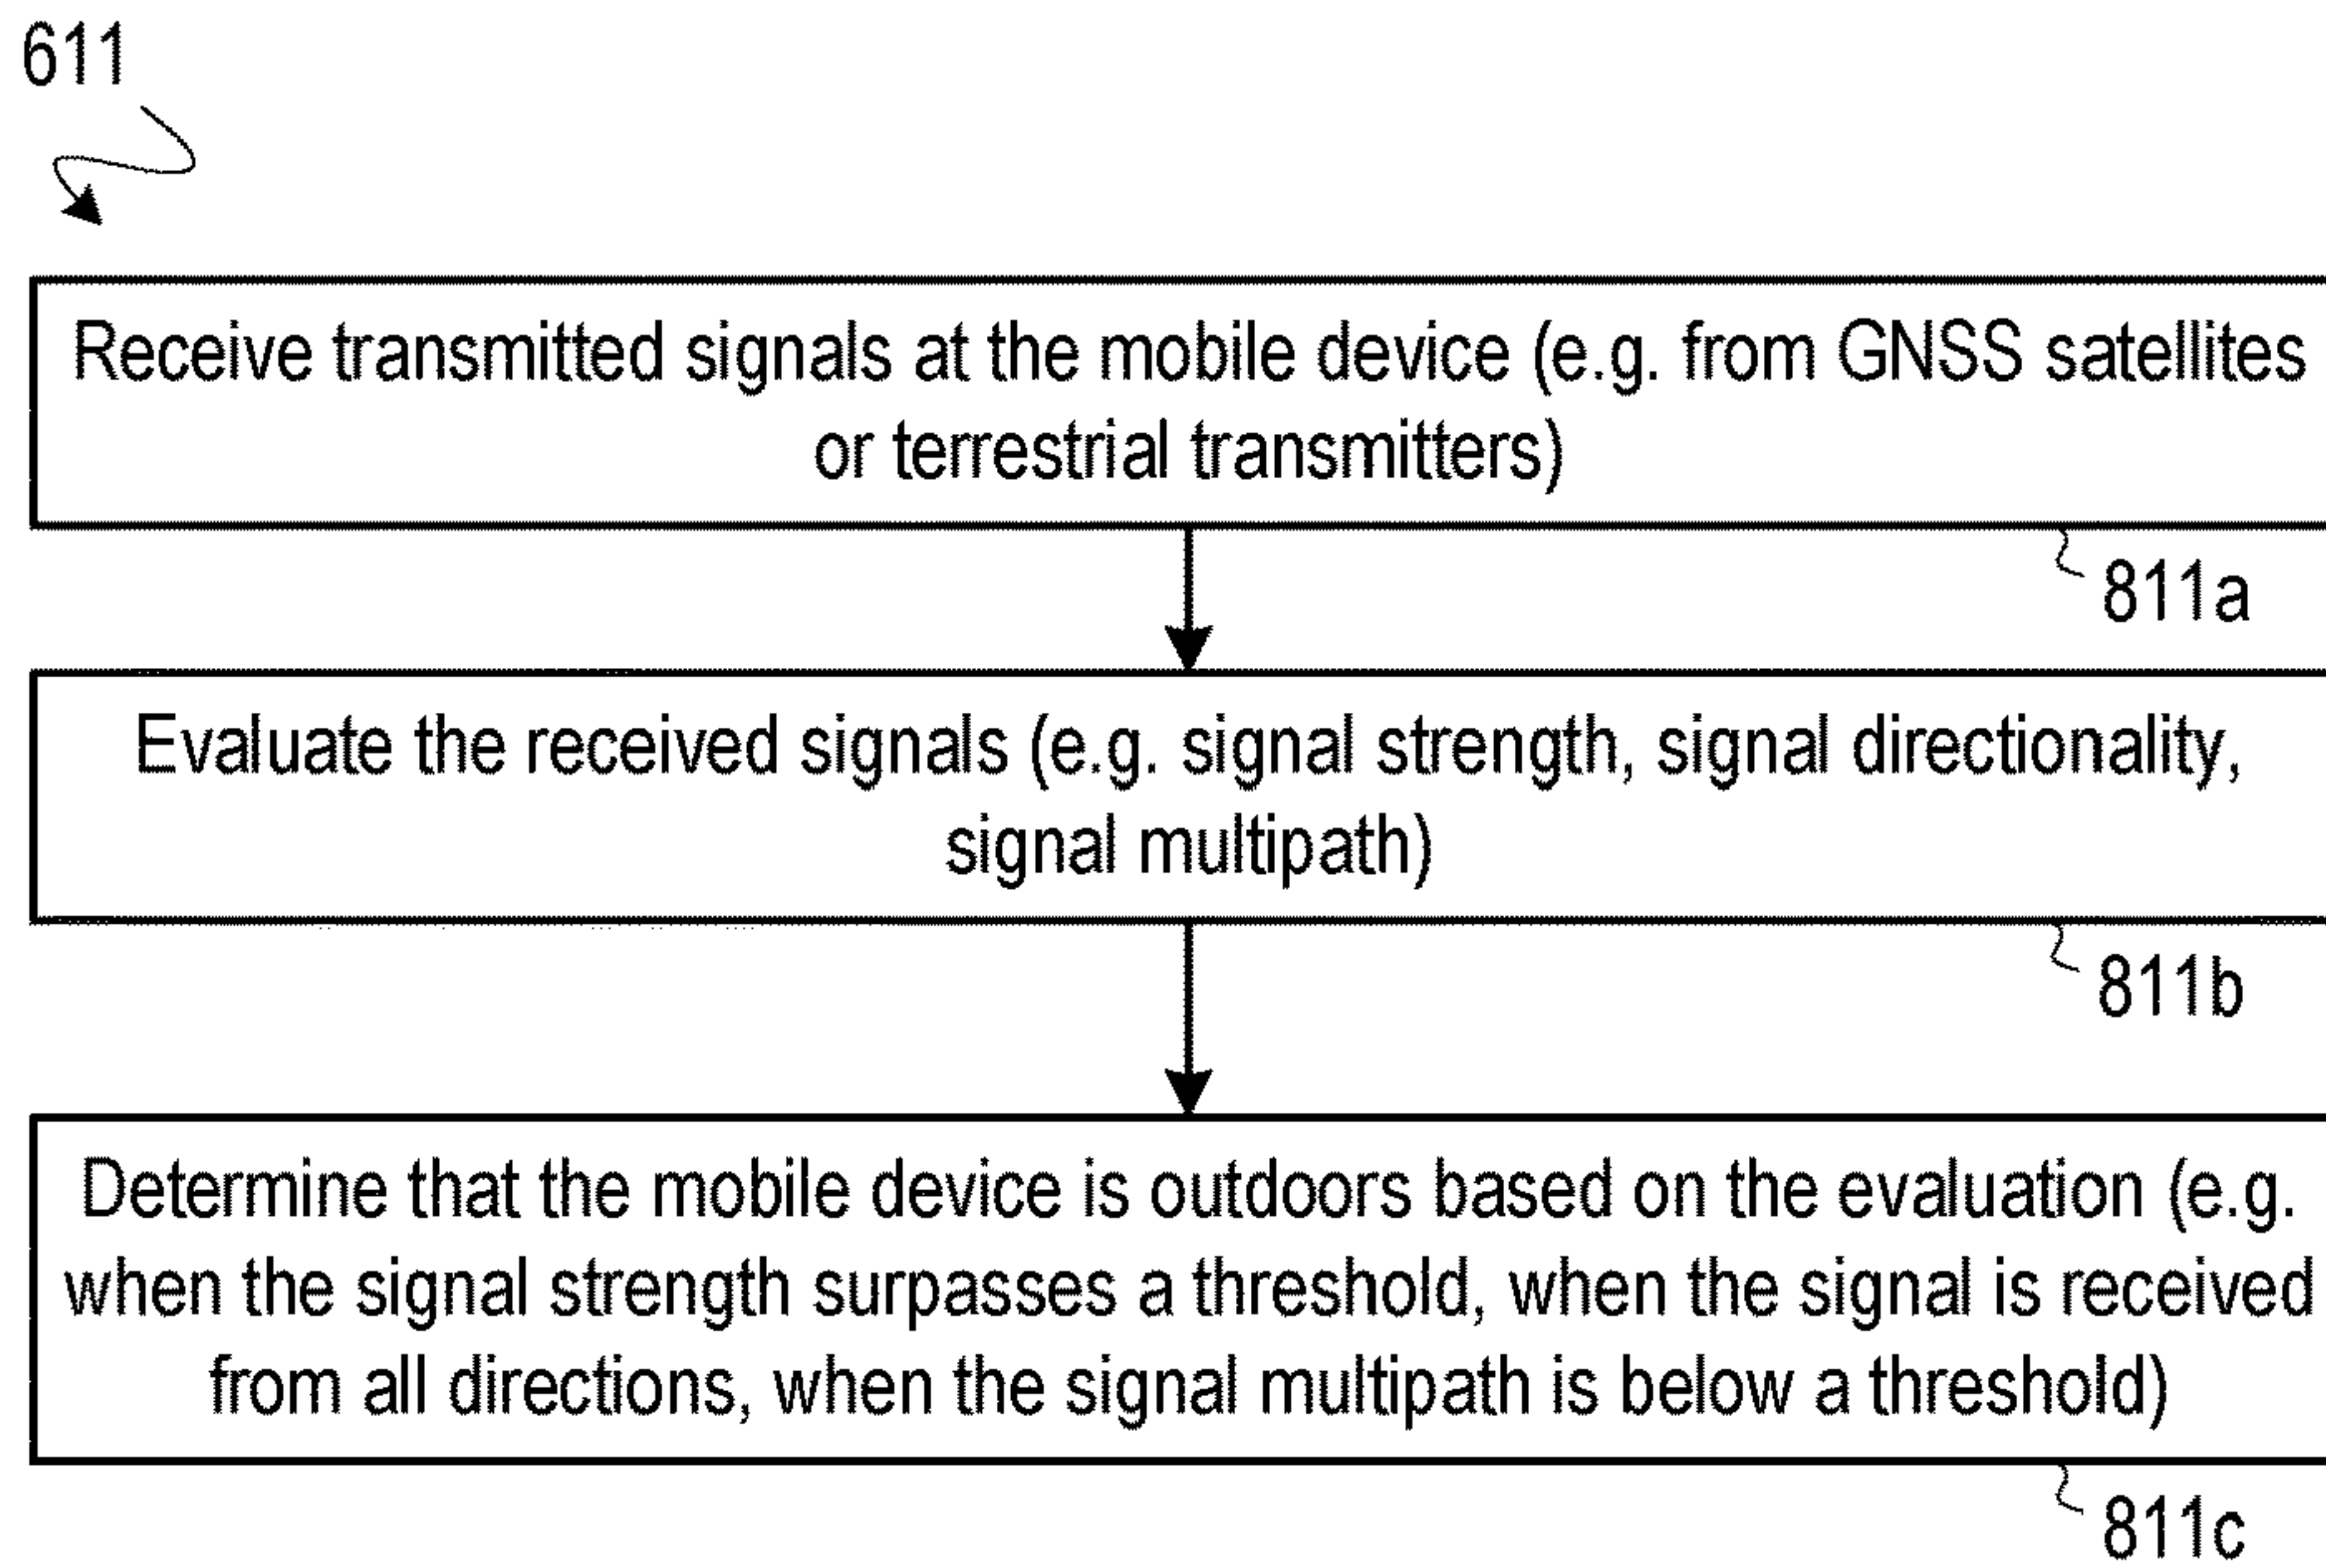 611
Receive transmitted signals at the mobile device (e.g. from GNSS satellites
or terrestrial transmitters)
811a
Evaluate the received signals (e.g. signal strength, signal directionality,
signal multipath)
811b
Determine that the mobile device is outdoors based on the evaluation (e.g.
when the signal strength surpasses a threshold, when the signal is received
from all directions, when the signal multipath is below a threshold)
811c